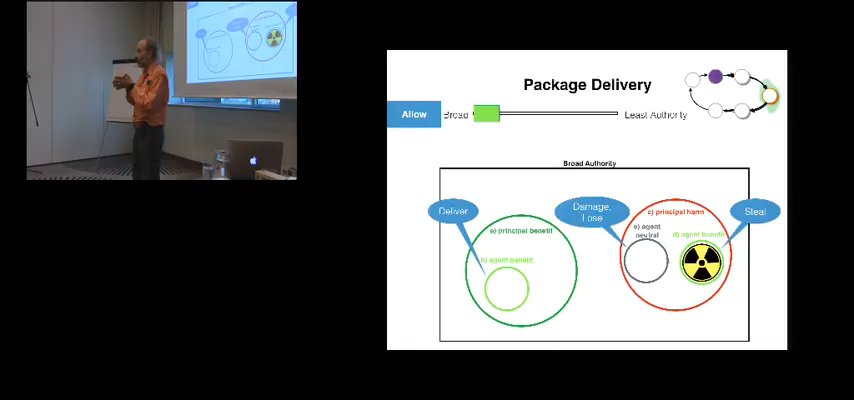 Package Delivery
Allow
Broad
Least Authority
Broad Authority
Deliver
Damage,
Lose
Steal
a) principal benefit
b) agent benefit
c) principal harm
e) agent
neutral
d) agent benefit